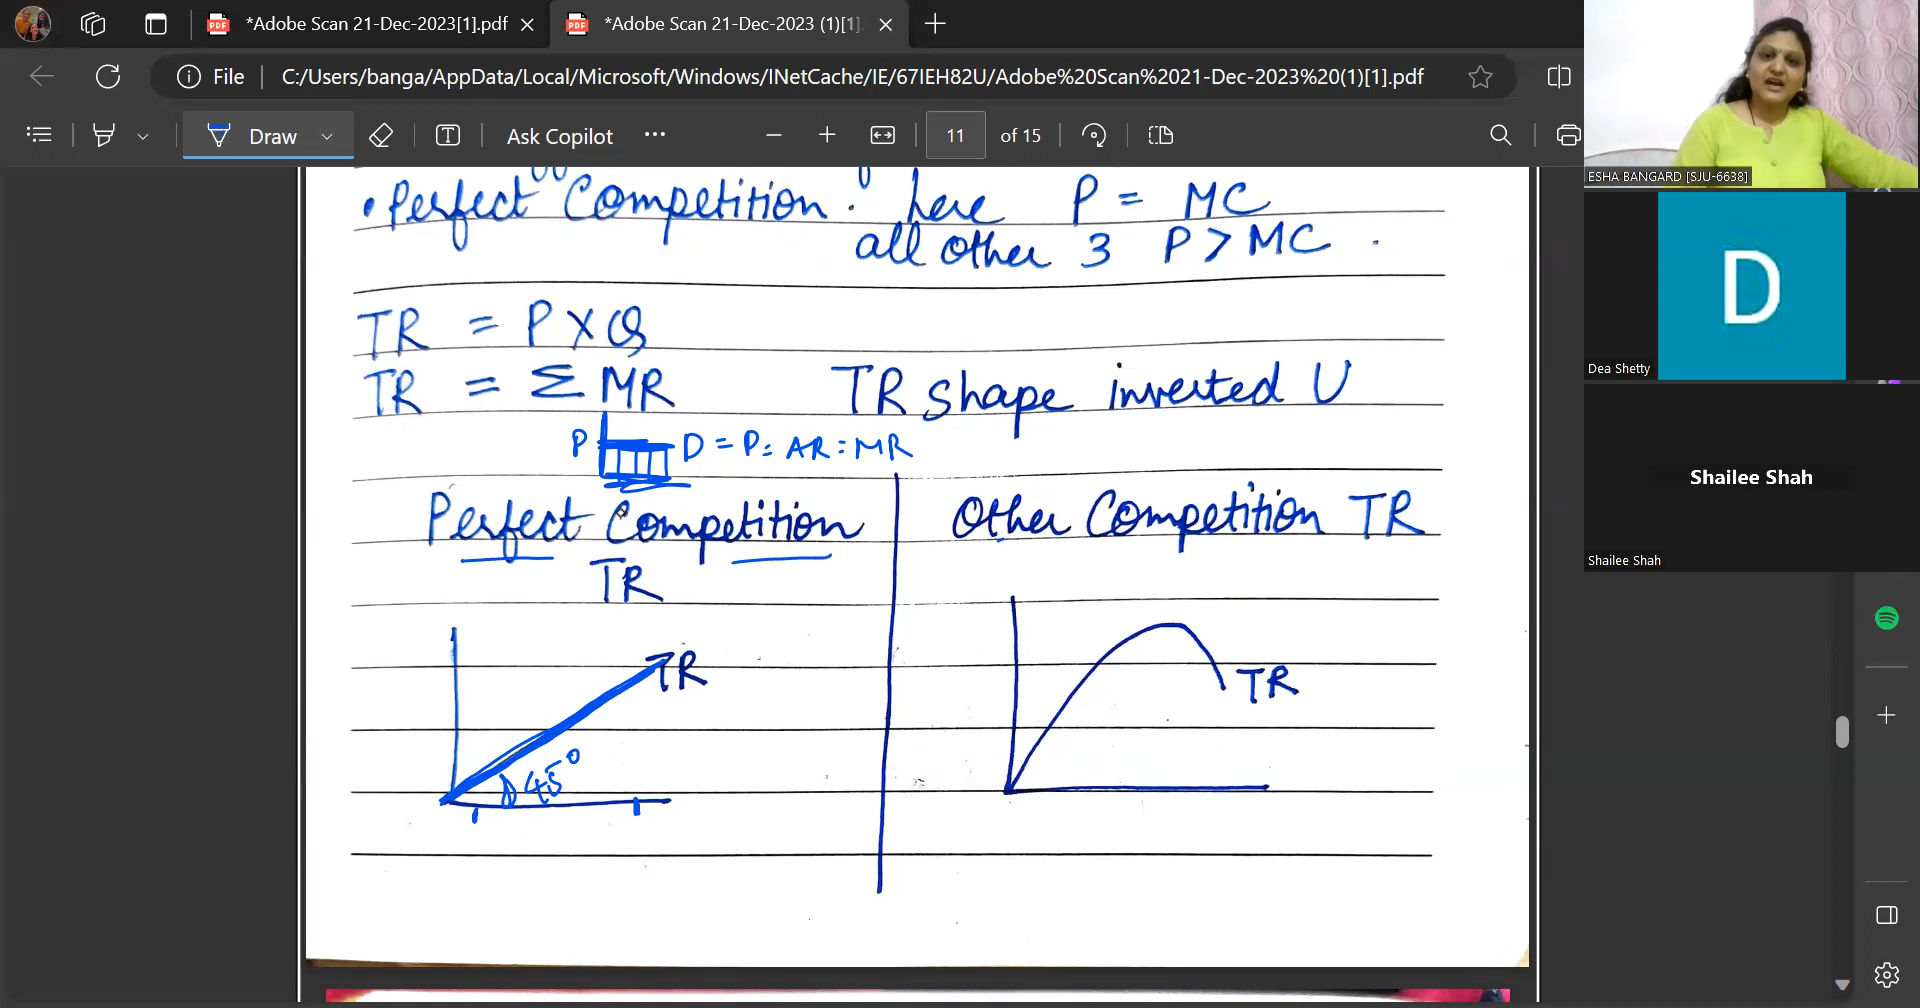 *Adobe Scan 21-Dec-2023[1].pdf
*Adobe Scan 21-Dec-2023 (1)[1].
File C:/Users/banga/AppData/Local/Microsoft/Windows/INetCache/IE/67IEH82U/Adobe%20Scan%2021-Dec-2023%20(1)[1].pdf
Draw Ask Copilot ... 11 of 15
ESHA BANGARD [SJU-6638]
D
Dea Shetty
Shailee Shah
Shailee Shah
• Perfect Competition. here P = MC
all other 3 P > MC .
TR = P X Q
TR = Σ MR TR shape inverted U
P D = P = AR = MR
Perfect Competition
TR
Other Competition TR
TR
45°
TR